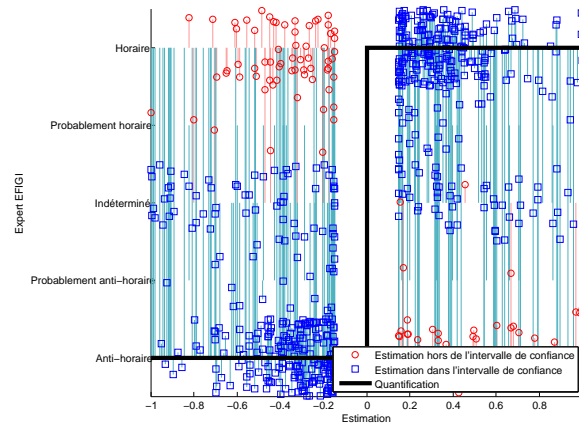 Horaire
Probablement horaire
Indéterminé
Probablement anti-horaire
Anti-horaire
Expert EFIGI
Estimation hors de l'intervalle de confiance
Estimation dans l'intervalle de confiance
Quantification
−1 −0.8 −0.6 −0.4 −0.2 0 0.2 0.4 0.6 0.8
Estimation